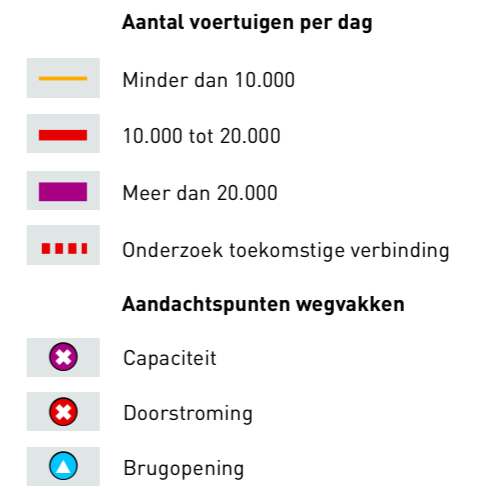 Aantal voertuigen per dag
Minder dan 10.000
10.000 tot 20.000
Meer dan 20.000
Onderzoek toekomstige verbinding
Aandachtspunten wegvakken
Capaciteit
Doorstroming
Brugopening